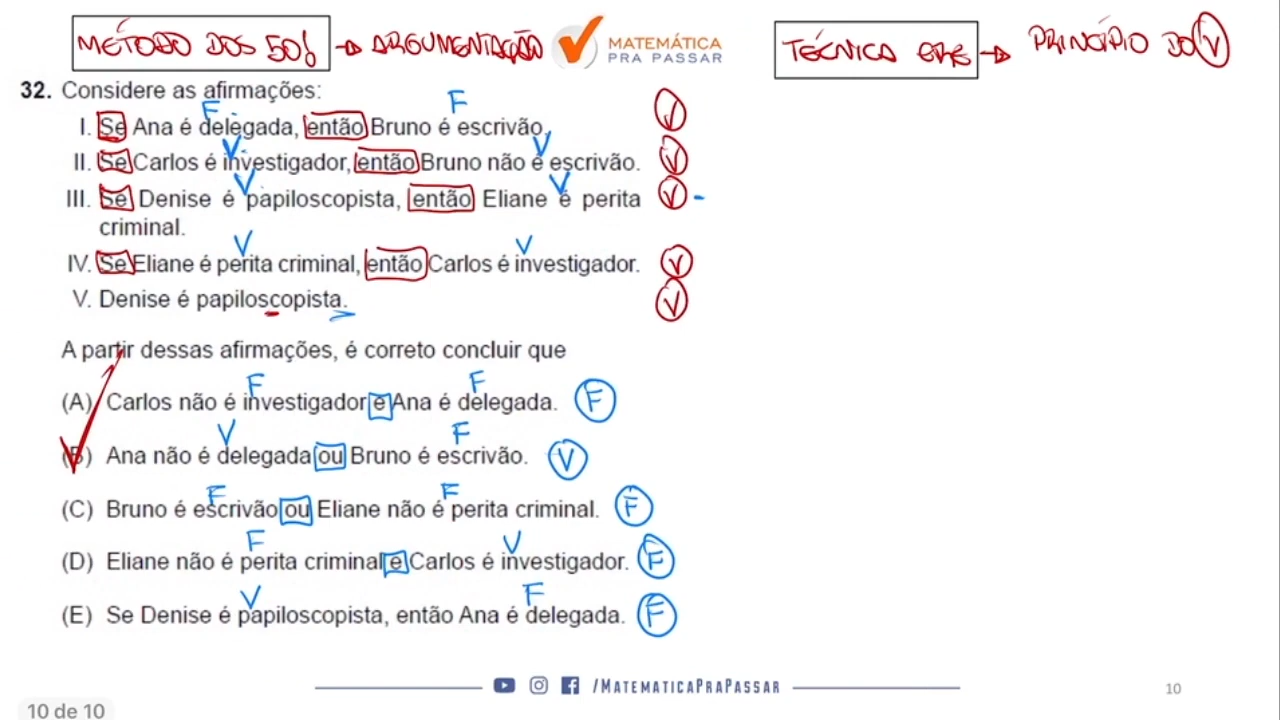 MÉTODO DOS 50! → ARGUMENTAÇÃO
MATEMÁTICA
PRA PASSAR
TÉCNICA → PRINCÍPIO DO V
32. Considere as afirmações:
F F
I. Se Ana é delegada, então Bruno é escrivão. V
V V
II. Se Carlos é investigador, então Bruno não é escrivão. V
V V
III. Se Denise é papiloscopista, então Eliane é perita V
criminal.
V V
IV. Se Eliane é perita criminal, então Carlos é investigador. V
V. Denise é papiloscopista. V
A partir dessas afirmações, é correto concluir que
F F
(A) Carlos não é investigador e Ana é delegada. F
V F
(B) Ana não é delegada ou Bruno é escrivão. V
F F
(C) Bruno é escrivão ou Eliane não é perita criminal. F
F V
(D) Eliane não é perita criminal e Carlos é investigador. F
V F
(E) Se Denise é papiloscopista, então Ana é delegada. F
/MATEMATICAPRAPASSAR
10
10 de 10